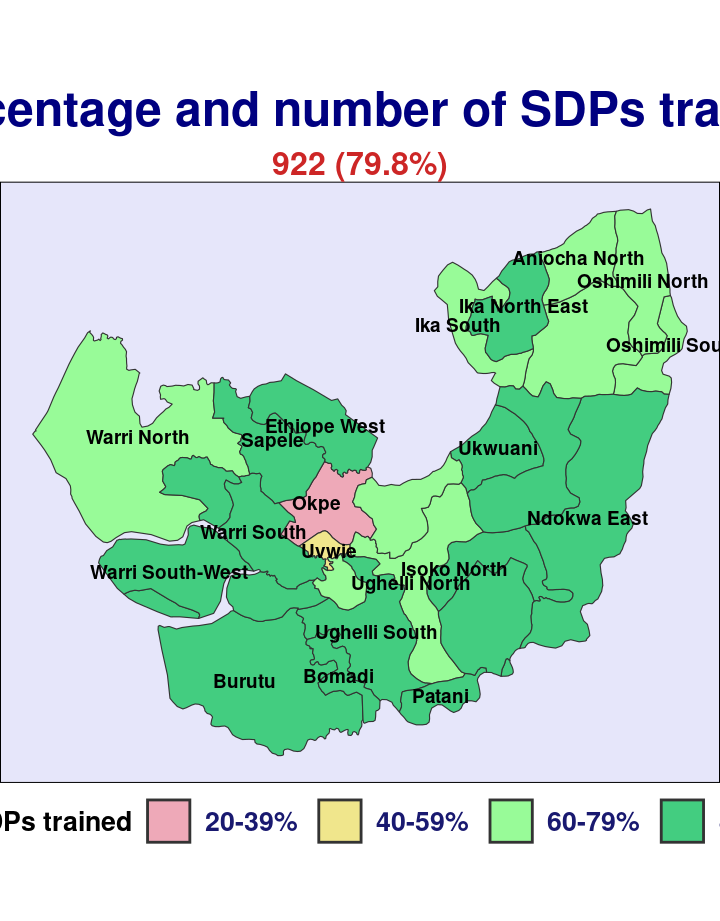 centage and number of SDPs tra
922 (79.8%)
Aniocha North
Oshimili North
Ika North East
Ika South
Oshimili Sou
Ethiope West
Warri North
Sapele
Ukwuani
Okpe
Ndokwa East
Warri South
Uvwie
Isoko North
Warri South-West
Ughelli North
Ughelli South
Bomadi
Burutu
Patani
DPs trained 20-39% 40-59% 60-79%